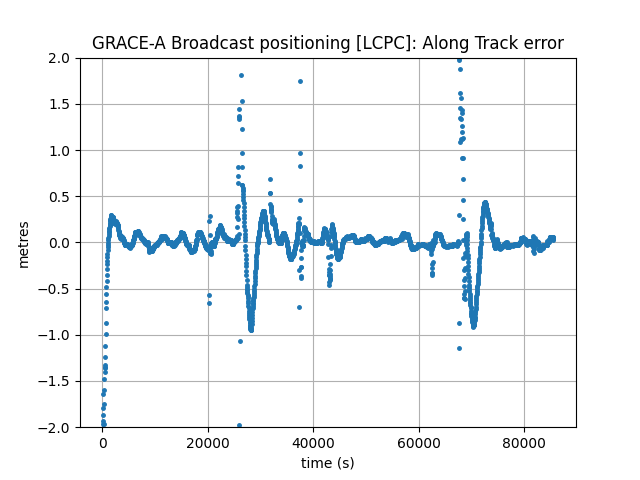 GRACE-A Broadcast positioning [LCPC]: Along Track error
2.0
1.5
1.0
0.5
0.0
−0.5
−1.0
−1.5
−2.0
metres
0 20000 40000 60000 80000
time (s)